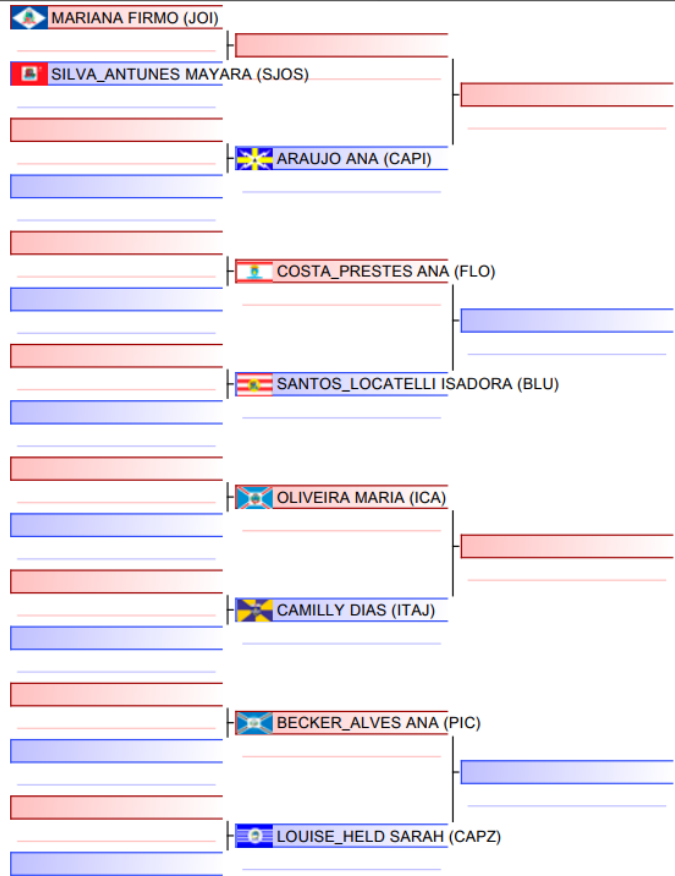 MARIANA FIRMO (JOI)
SILVA_ANTUNES MAYARA (SJOS)
ARAUJO ANA (CAPI)
COSTA_PRESTES ANA (FLO)
SANTOS_LOCATELLI ISADORA (BLU)
OLIVEIRA MARIA (ICA)
CAMILLY DIAS (ITAJ)
BECKER_ALVES ANA (PIC)
LOUISE_HELD SARAH (CAPZ)